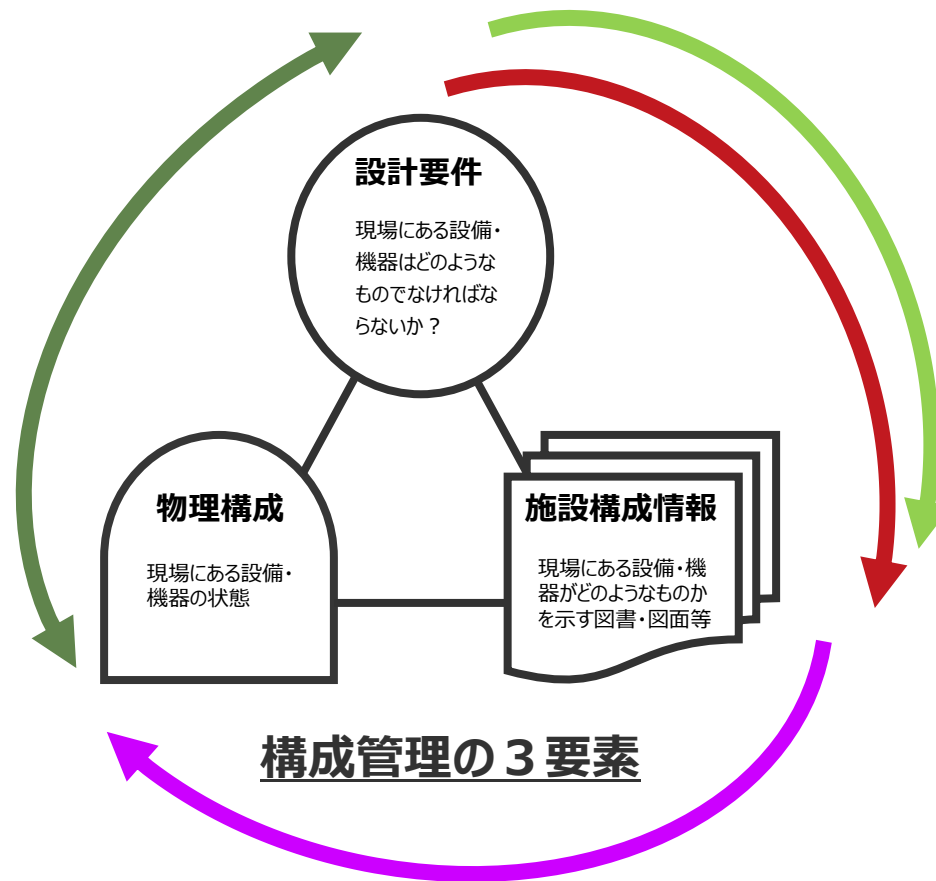 設計要件
現場にある設備・
機器はどのような
ものでなければな
らないか？
物理構成
現場にある設備・
機器の状態
施設構成情報
現場にある設備・機
器がどのようなものか
を示す図書・図面等
構成管理の３要素